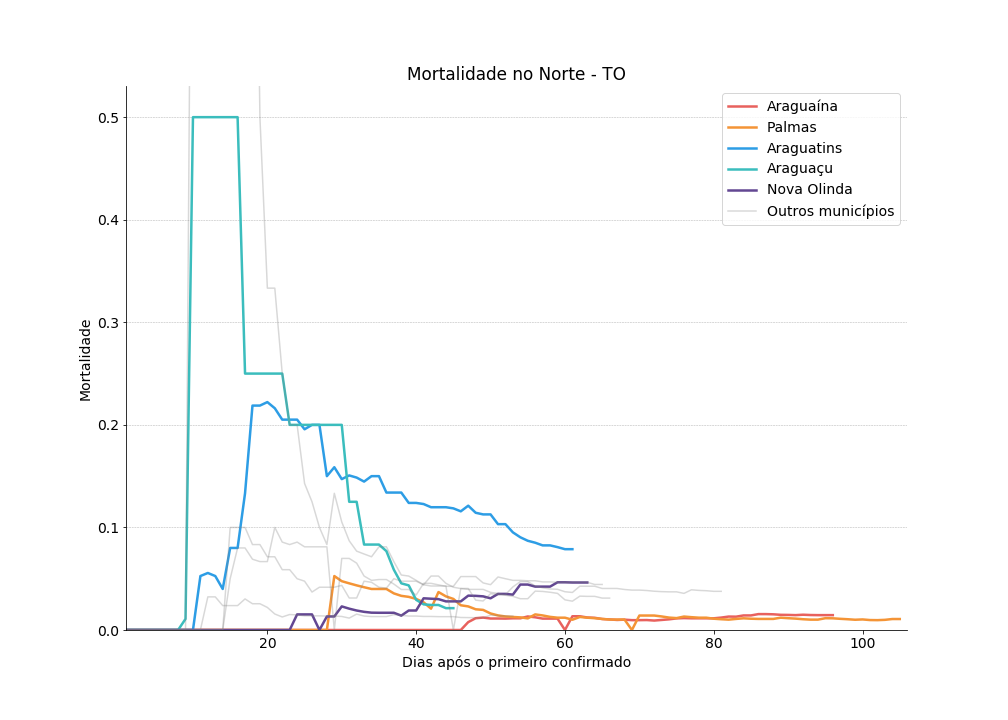 Mortalidade no Norte - TO
Araguaína
Palmas
Araguatins
Araguaçu
Nova Olinda
Outros municípios
Mortalidade
0.5
0.4
0.3
0.2
0.1
0.0
20
40
60
80
100
Dias após o primeiro confirmado